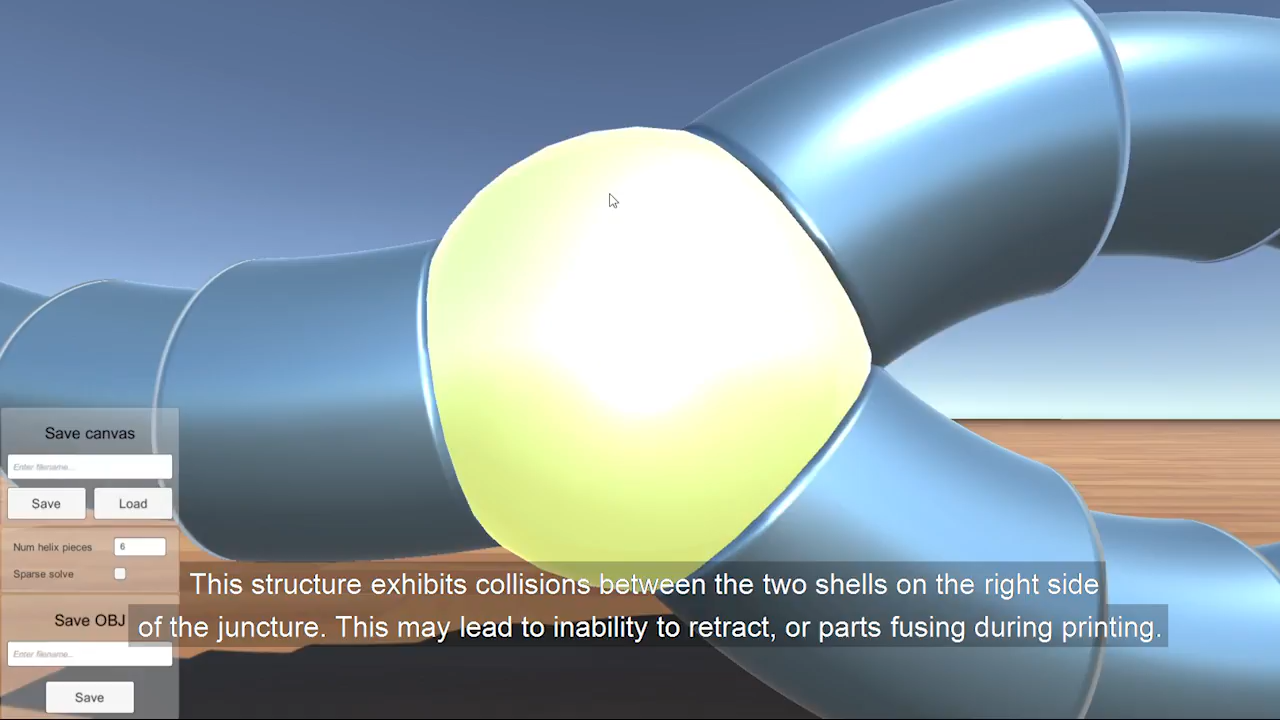 Save canvas
Enter filename...
Save Load
Num helix pieces 6
Sparse solve
This structure exhibits collisions between the two shells on the right side
of the juncture. This may lead to inability to retract, or parts fusing during printing.
Save OBJ
Enter filename...
Save